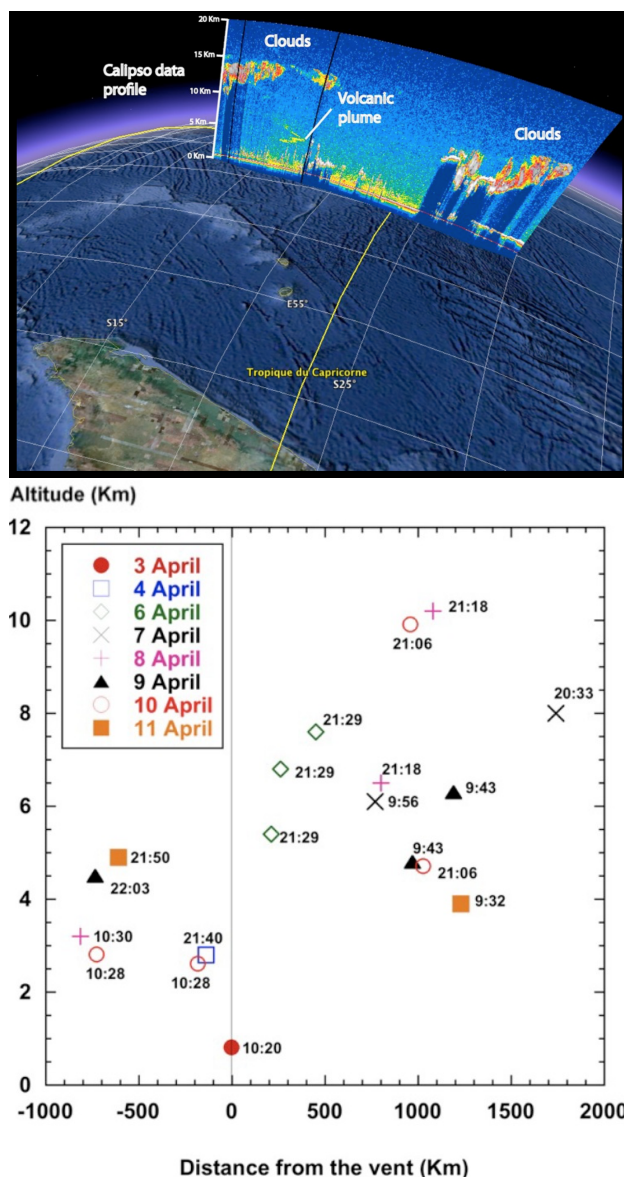 20 Km
15 Km
10 Km
5 Km
0 Km
Clouds
Calipso data
profile
Volcanic
plume
Clouds
S15°
E55°
Tropique du Capricorne
S25°
Altitude (Km)
12
10
8
6
4
2
0
3 April
4 April
6 April
7 April
8 April
9 April
10 April
11 April
21:18
21:06
20:33
21:29
21:29
21:18
9:56
9:43
21:29
9:43
21:06
21:50
22:03
9:32
10:30
21:40
10:28
10:28
10:20
-1000
-500
0
500
1000
1500
2000
Distance from the vent (Km)